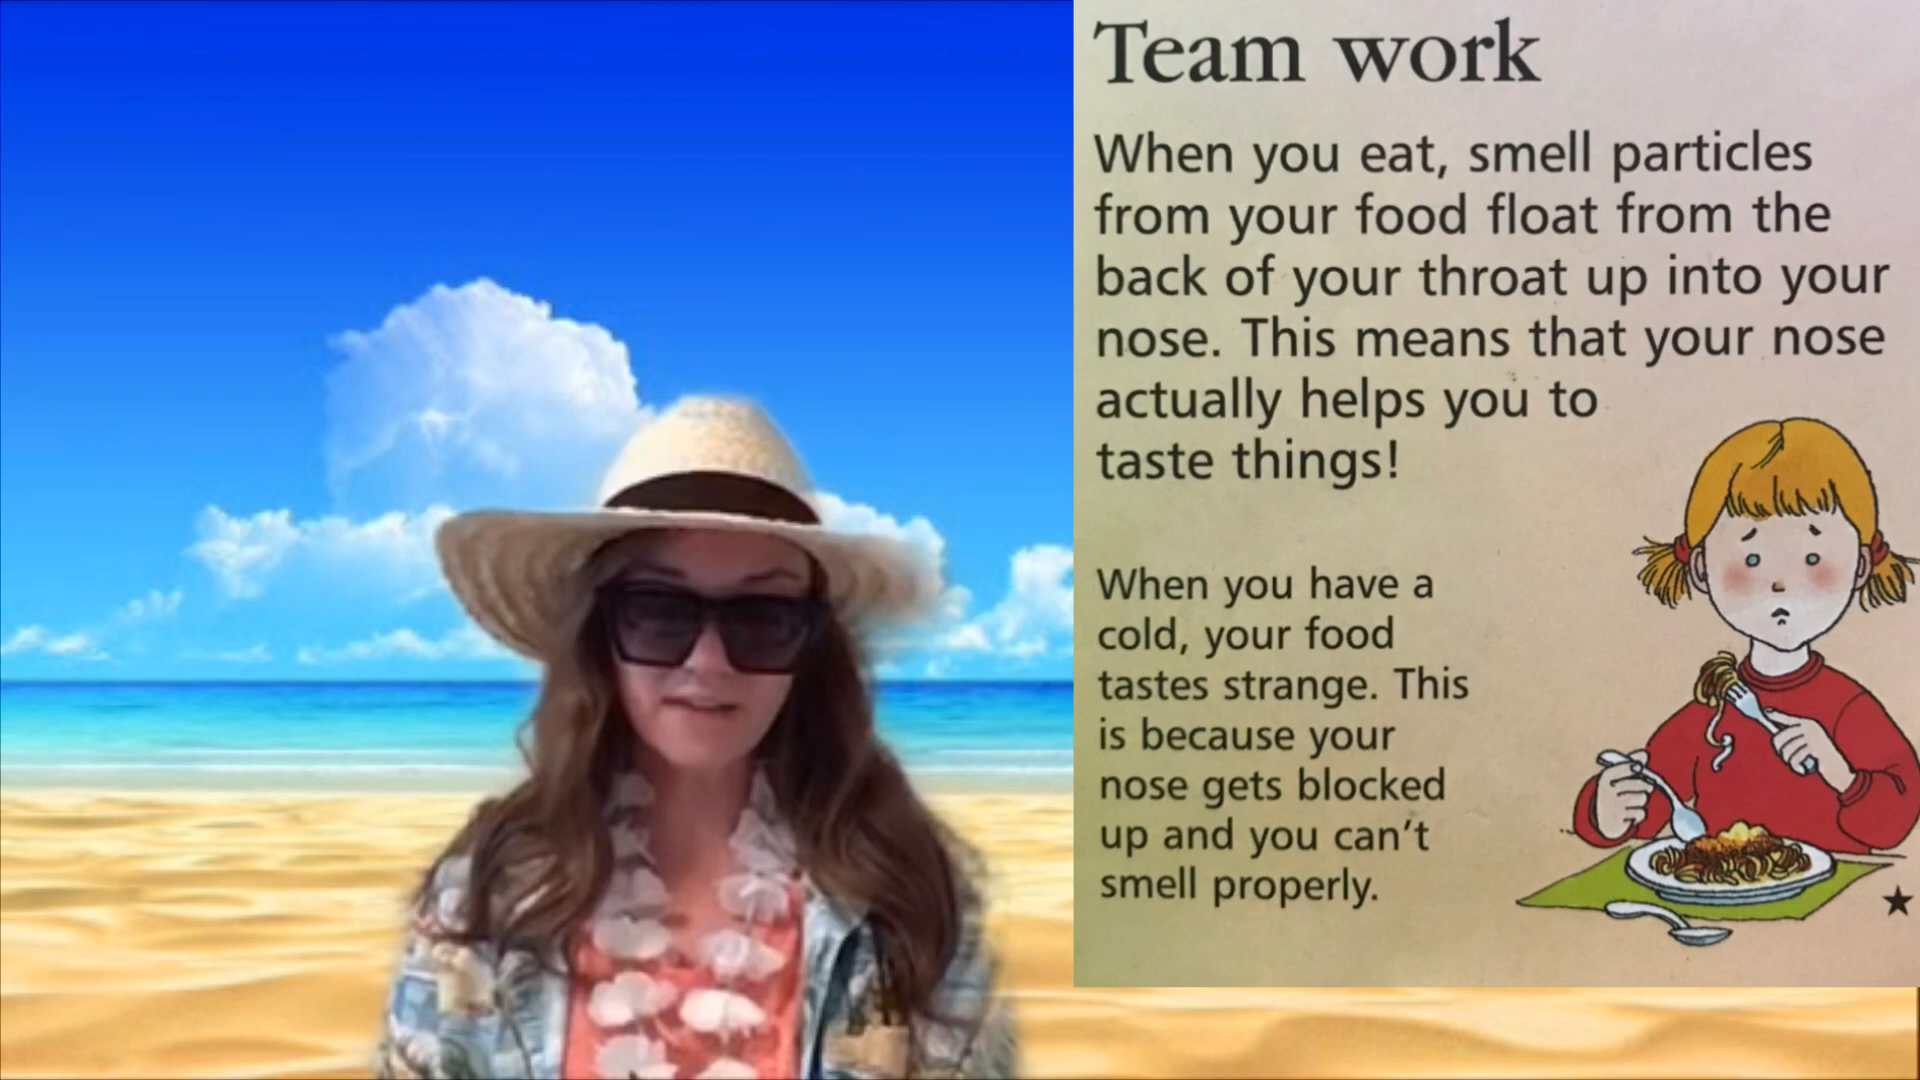 Team work
When you eat, smell particles
from your food float from the
back of your throat up into your
nose. This means that your nose
actually helps you to
taste things!
When you have a
cold, your food
tastes strange. This
is because your
nose gets blocked
up and you can't
smell properly.